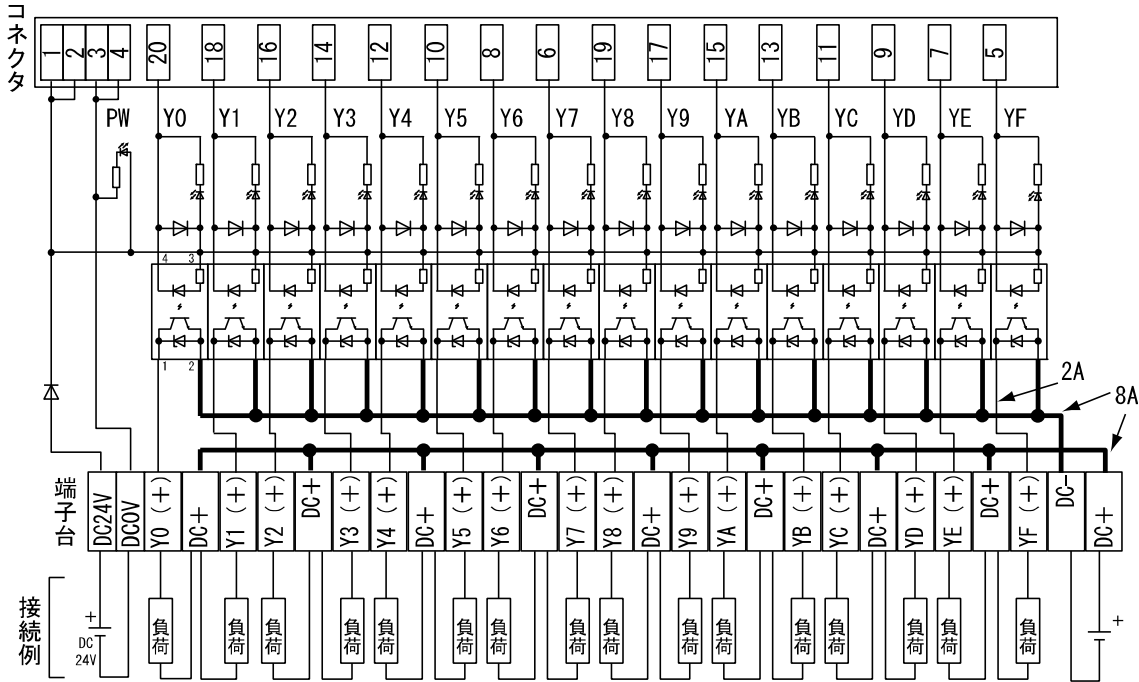 コネクタ
1 2 3 4 20 18 16 14 12 10 8 6 19 17 15 13 11 9 7 5
PW Y0 Y1 Y2 Y3 Y4 Y5 Y6 Y7 Y8 Y9 YA YB YC YD YE YF
4 3
1 2
2A
8A
端子台
DC24V DC0V Y0(+) DC+ Y1(+) Y2(+) DC+ Y3(+) Y4(+) DC+ Y5(+) Y6(+) DC+ Y7(+) Y8(+) DC+ Y9(+) YA(+) DC+ YB(+) YC(+) DC+ YD(+) YE(+) DC+ YF(+) DC- DC+
接続例
+ DC 24V
負荷 負荷 負荷 負荷 負荷 負荷 負荷 負荷 負荷 負荷 負荷 負荷 負荷 負荷 負荷 負荷
+